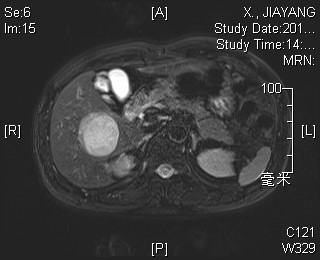 Se:6
Im:15
[A]
X., JIAYANG
Study Date:201...
Study Time:14:...
MRN:
[R]
[L]
100
毫米
[P]
C121
W329